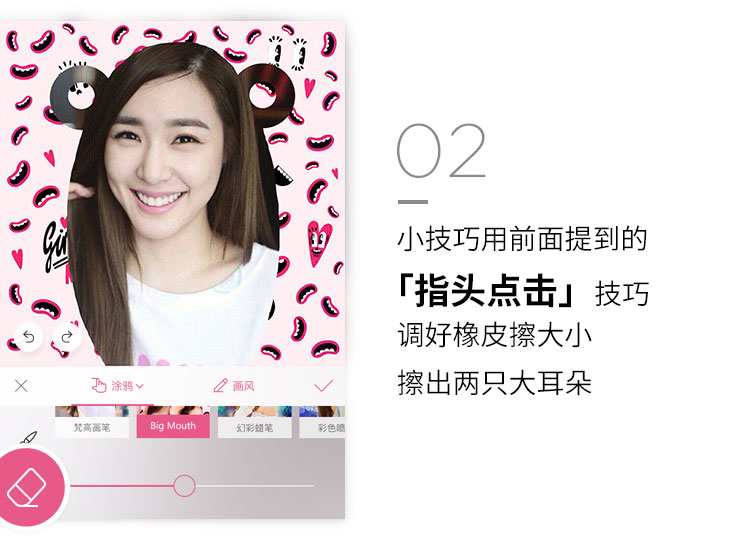 02
小技巧用前面提到的
「指头点击」技巧
调好橡皮擦大小
擦出两只大耳朵
涂鸦
画风
梵高画笔
Big Mouth
幻彩蜡笔
彩色喷